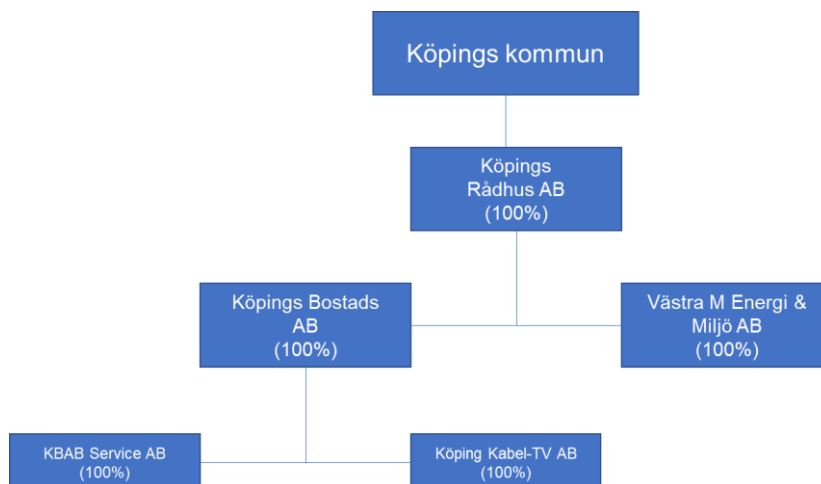 Köpings kommun
Köpings
Rådhus AB
(100%)
Köpings Bostads
AB
(100%)
Västra M Energi &
Miljö AB
(100%)
KBAB Service AB
(100%)
Köping Kabel-TV AB
(100%)